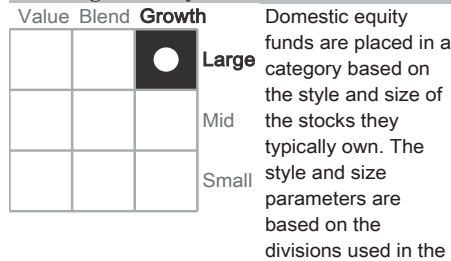 Value Blend Growth
Large
Mid
Small
Domestic equity
funds are placed in a
category based on
the style and size of
the stocks they
typically own. The
style and size
parameters are
based on the
divisions used in the